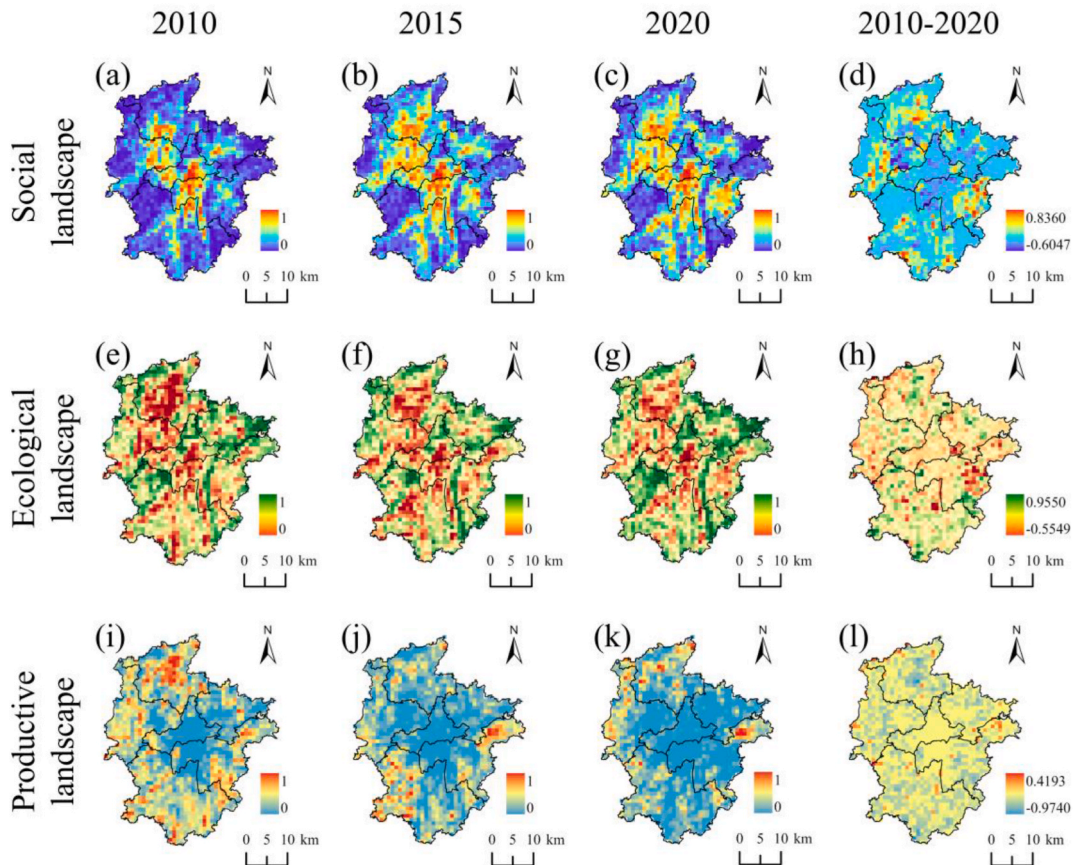 2010 2015 2020 2010-2020
Social
landscape
(a) N (b) N (c) N (d) N
1 1 1 0.8360
0 0 0 -0.6047
0 5 10 km 0 5 10 km 0 5 10 km 0 5 10 km
Ecological
landscape
(e) N (f) N (g) N (h) N
1 1 1 0.9550
0 0 0 -0.5549
0 5 10 km 0 5 10 km 0 5 10 km 0 5 10 km
Productive
landscape
(i) N (j) N (k) N (l) N
1 1 1 0.4193
0 0 0 -0.9740
0 5 10 km 0 5 10 km 0 5 10 km 0 5 10 km